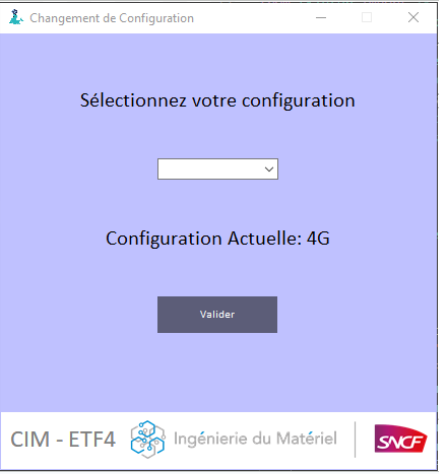 Changement de Configuration
Sélectionnez votre configuration
Configuration Actuelle: 4G
Valider
CIM - ETF4 Ingénierie du Matériel SNCF